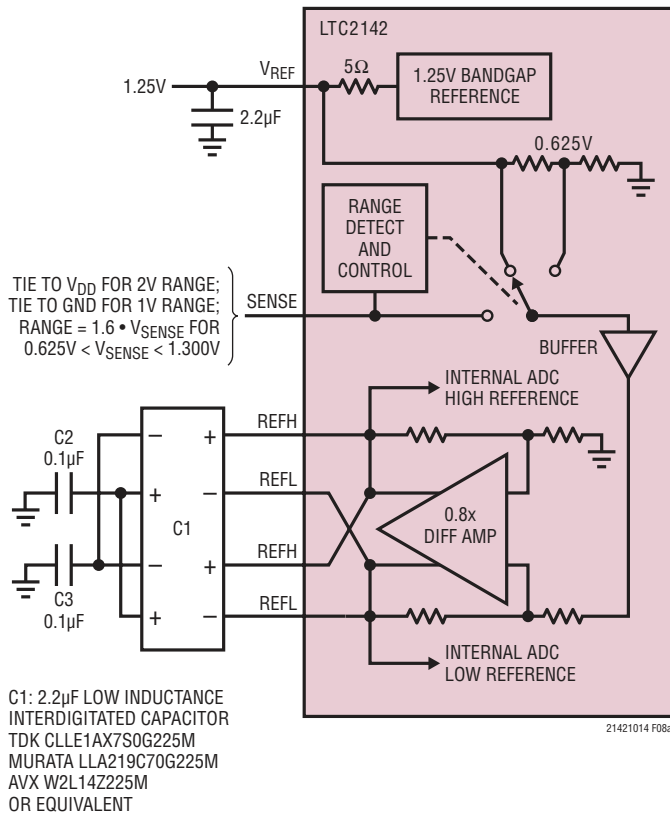 LTC2142
VREF
5Ω
1.25V
1.25V BANDGAP
REFERENCE
2.2µF
0.625V
RANGE
DETECT
AND
CONTROL
TIE TO VDD FOR 2V RANGE;
TIE TO GND FOR 1V RANGE;
RANGE = 1.6 • VSENSE FOR
0.625V < VSENSE < 1.300V
SENSE
BUFFER
INTERNAL ADC
HIGH REFERENCE
C2
0.1µF
– +
REFH
+ –
REFL
C1
0.8x
DIFF AMP
– +
REFH
C3
0.1µF
+ –
REFL
INTERNAL ADC
LOW REFERENCE
C1: 2.2µF LOW INDUCTANCE
INTERDIGITATED CAPACITOR
TDK CLLE1AX7S0G225M
MURATA LLA219C70G225M
AVX W2L14Z225M
OR EQUIVALENT
21421014 F08a